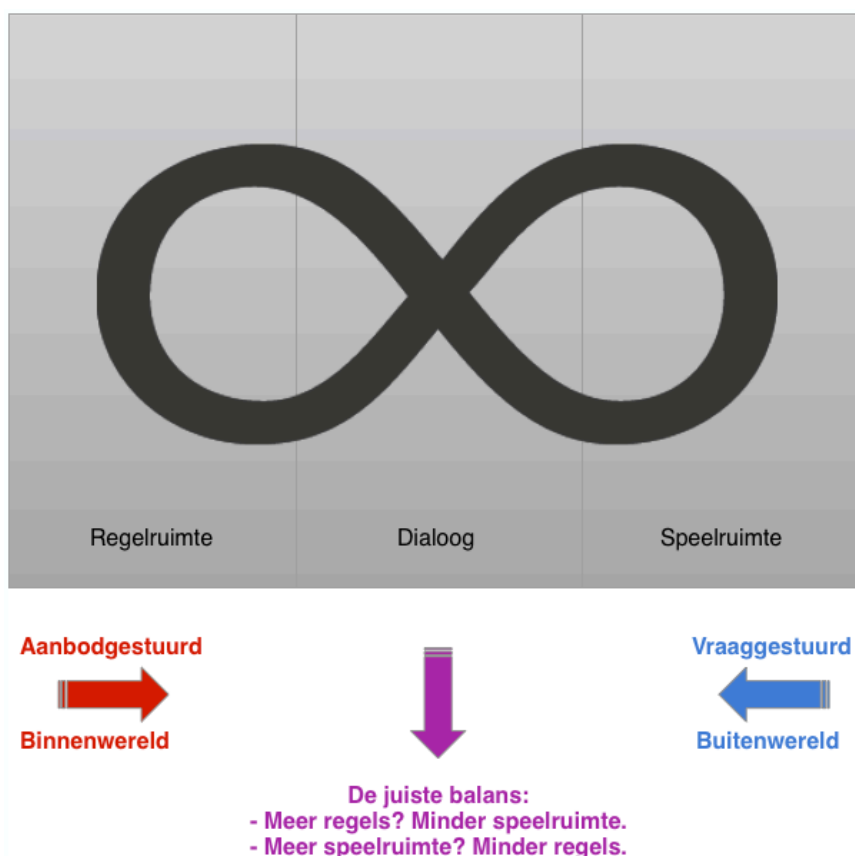 Regelruimte
Dialoog
Speelruimte
Aanbodgestuurd
Vraaggestuurd
Binnenwereld
Buitenwereld
De juiste balans:
- Meer regels? Minder speelruimte.
- Meer speelruimte? Minder regels.